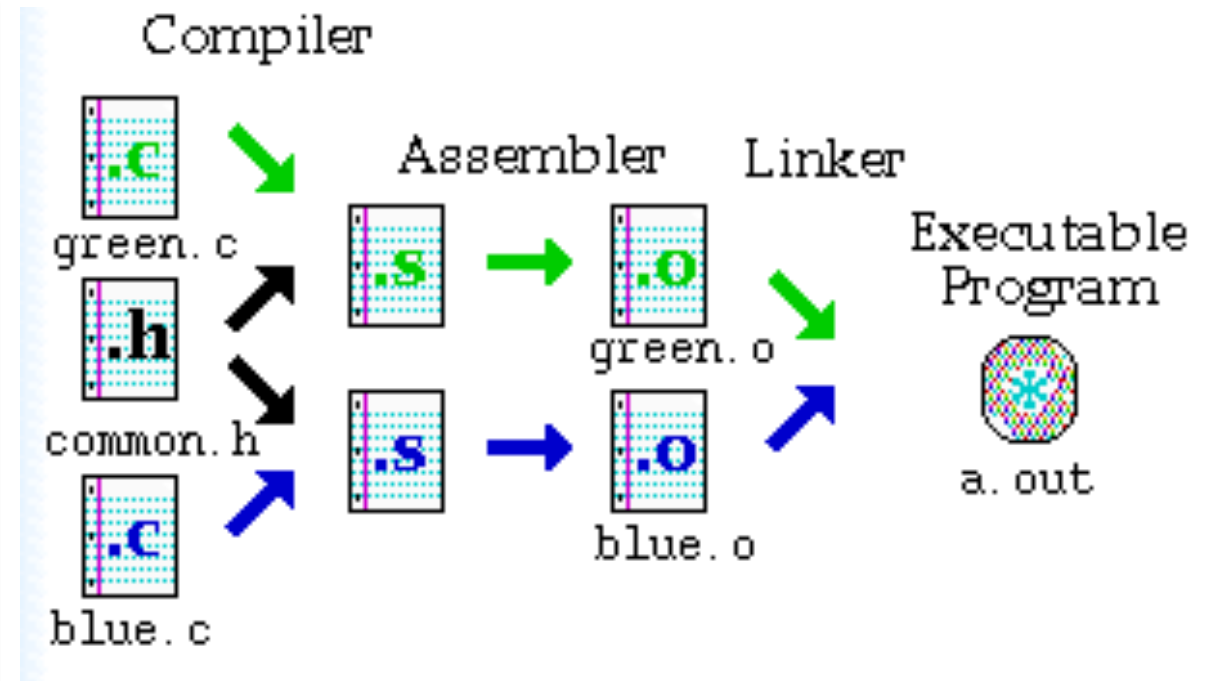 Compiler
.c
green.c
.h
common.h
.c
blue.c
Assembler
.s
.s
.o
green.o
.o
blue.o
Linker
Executable
Program
a.out